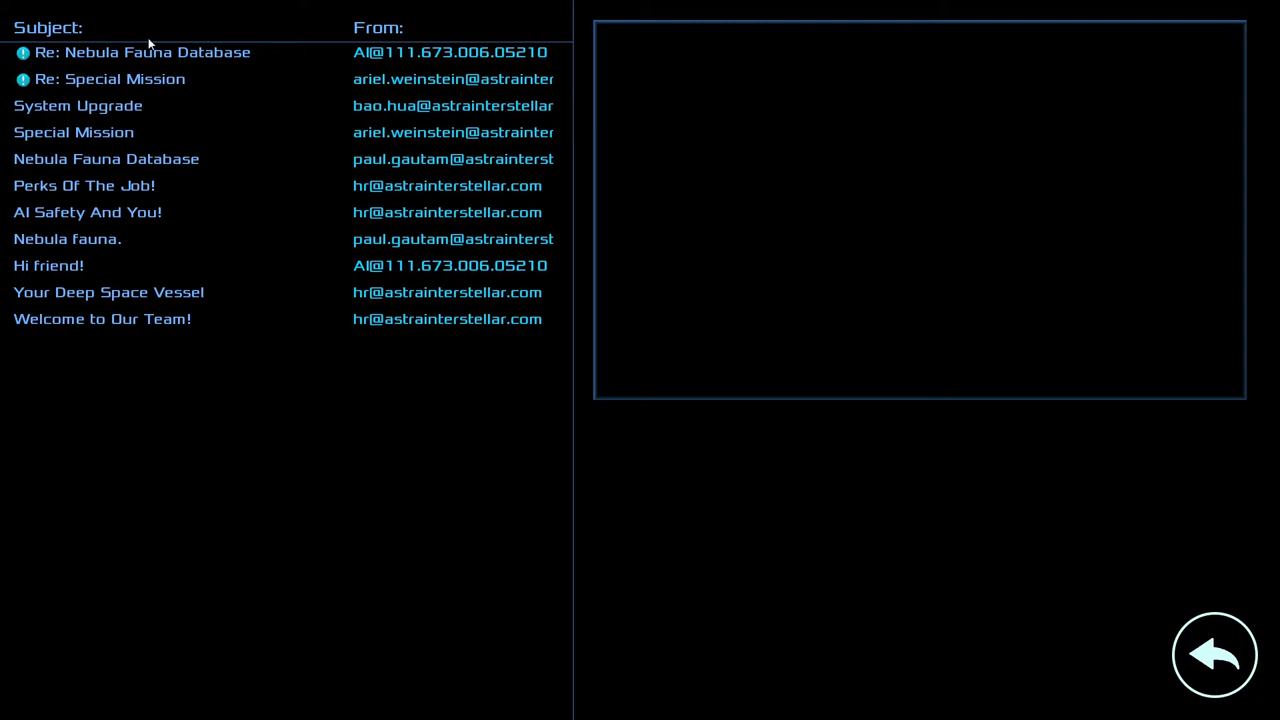 Subject: From:
Re: Nebula Fauna Database AI@111.673.006.05210
Re: Special Mission ariel.weinstein@astrainter
System Upgrade bao.hua@astrainterstellar
Special Mission ariel.weinstein@astrainter
Nebula Fauna Database paul.gautam@astrainterst
Perks Of The Job! hr@astrainterstellar.com
AI Safety And You! hr@astrainterstellar.com
Nebula fauna. paul.gautam@astrainterst
Hi friend! AI@111.673.006.05210
Your Deep Space Vessel hr@astrainterstellar.com
Welcome to Our Team! hr@astrainterstellar.com